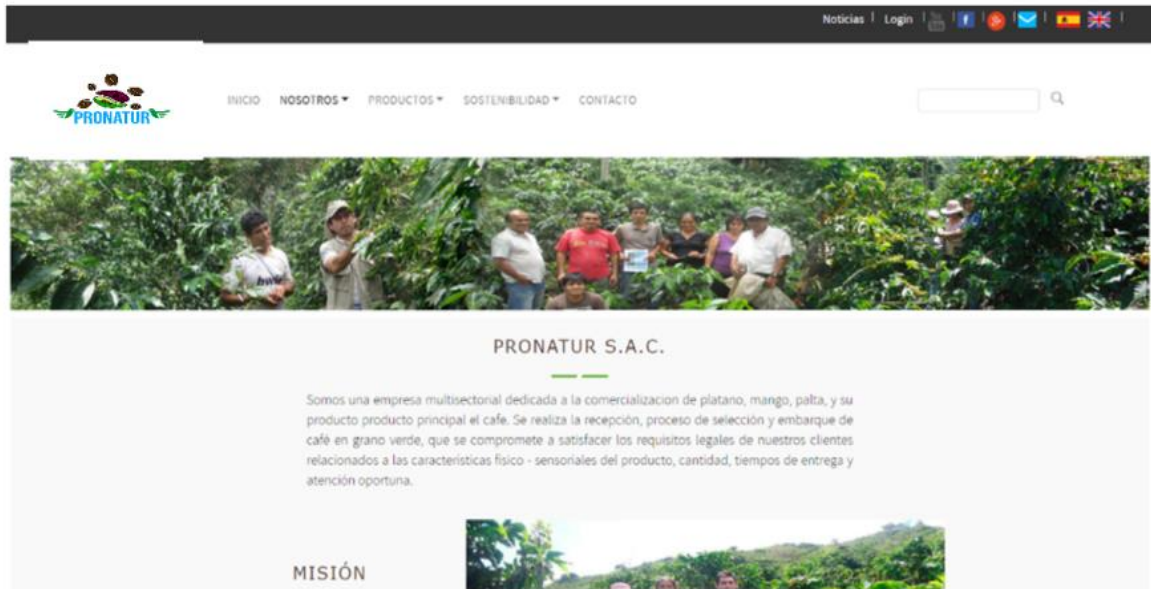 Noticias Login
PRONATUR
INICIO NOSOTROS PRODUCTOS SOSTENIBILIDAD CONTACTO
PRONATUR S.A.C.
Somos una empresa multisectorial dedicada a la comercializacion de platano, mango, palta, y su
producto producto principal el cafe. Se realiza la recepción, proceso de selección y embarque de
café en grano verde, que se compromete a satisfacer los requisitos legales de nuestros clientes
relacionados a las caracteristicas fisico - sensoriales del producto, cantidad, tiempos de entrega y
atención oportuna.
MISIÓN